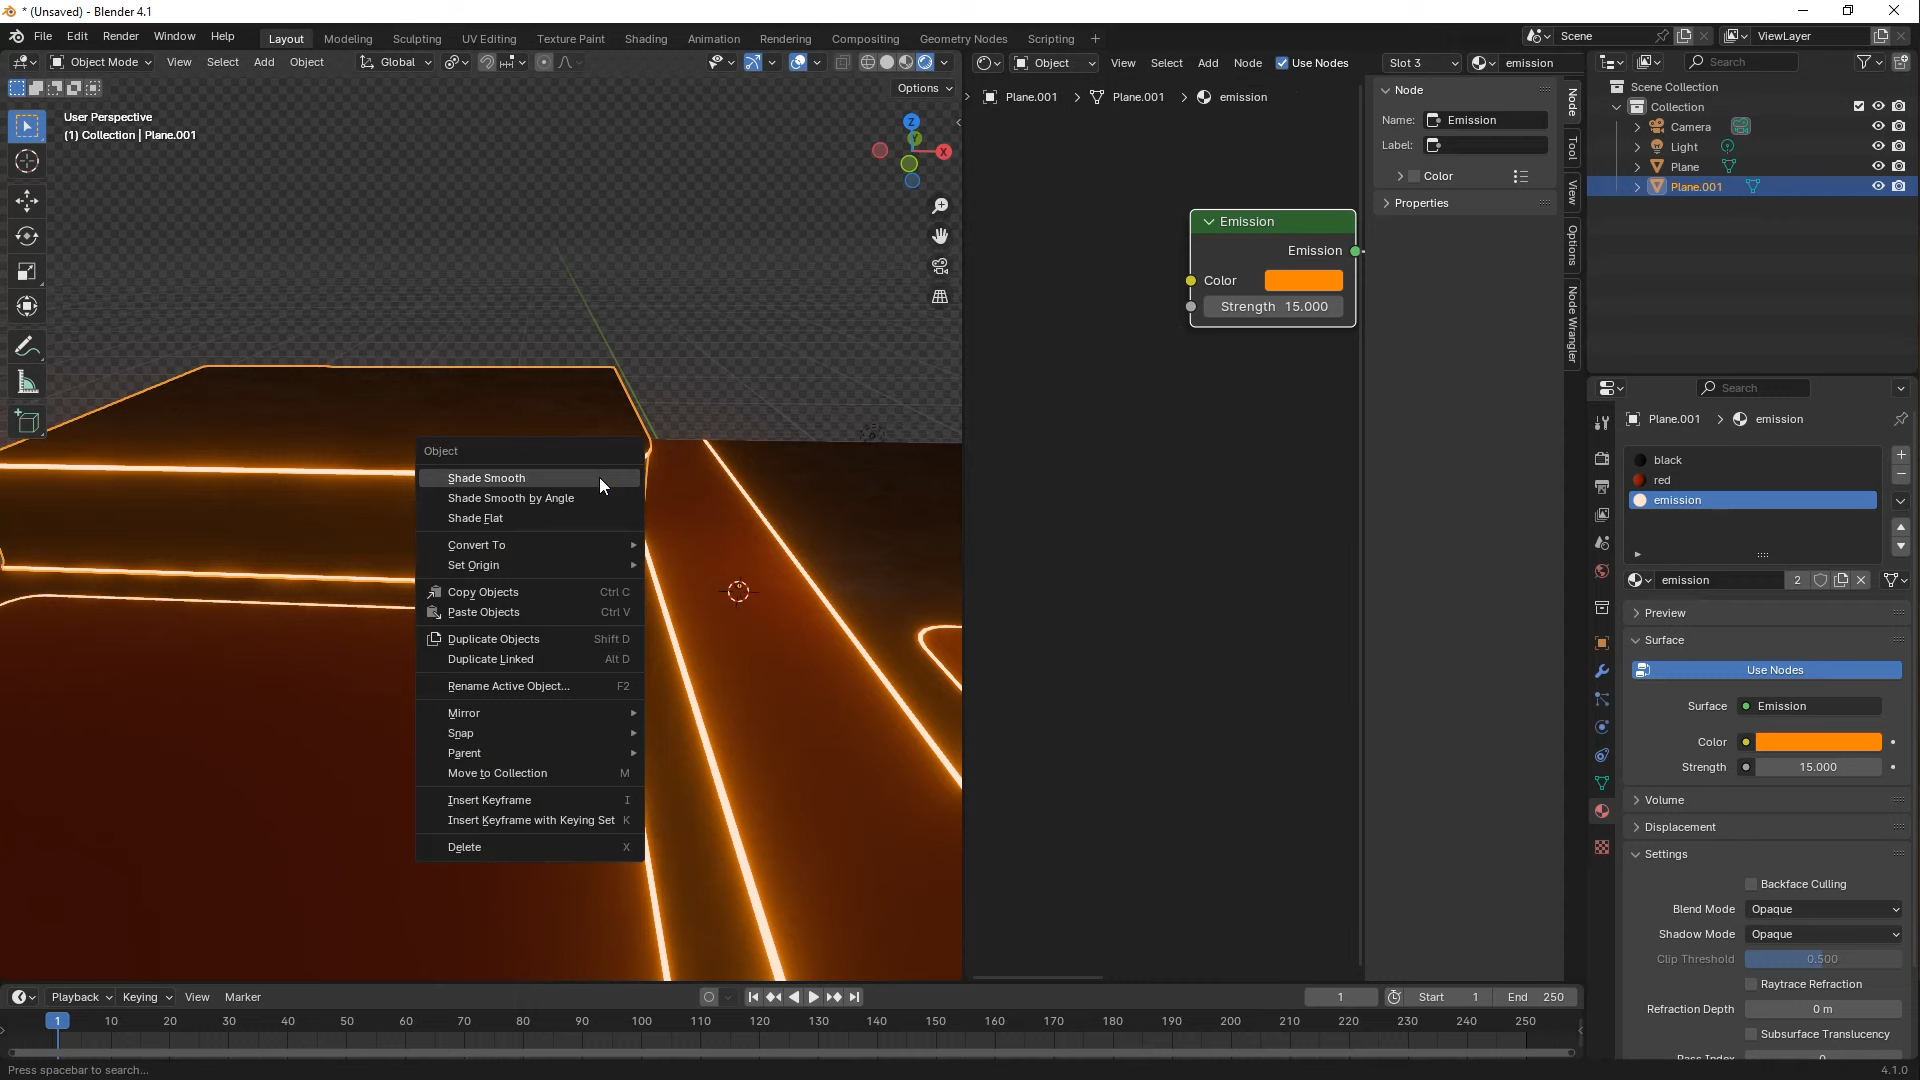 * (Unsaved) - Blender 4.1
File Edit Render Window Help
Layout Modeling Sculpting UV Editing Texture Paint Shading Animation Rendering Compositing Geometry Nodes Scripting +
Scene
ViewLayer
Object Mode View Select Add Object Global
Object View Select Add Node Use Nodes Slot 3 emission
Search
Options
User Perspective
(1) Collection | Plane.001
Z
Y
X
Plane.001 > Plane.001 > emission
Node
Name: Emission
Label:
Color
Properties
Node
Tool
View
Options
Node Wrangler
Emission
Emission
Color
Strength 15.000
Scene Collection
Collection
Camera
Light
Plane
Plane.001
Object
Shade Smooth
Shade Smooth by Angle
Shade Flat
Convert To
Set Origin
Copy Objects Ctrl C
Paste Objects Ctrl V
Duplicate Objects Shift D
Duplicate Linked Alt D
Rename Active Object... F2
Mirror
Snap
Parent
Move to Collection M
Insert Keyframe I
Insert Keyframe with Keying Set K
Delete X
Search
Plane.001 > emission
black
red
emission
emission 2
Preview
Surface
Use Nodes
Surface Emission
Color
Strength 15.000
Volume
Displacement
Settings
Backface Culling
Blend Mode Opaque
Shadow Mode Opaque
Clip Threshold 0.500
Raytrace Refraction
Refraction Depth 0 m
Subsurface Translucency
Playback Keying View Marker
1 Start 1 End 250
1 10 20 30 40 50 60 70 80 90 100 110 120 130 140 150 160 170 180 190 200 210 220 230 240 250
Press spacebar to search...
4.1.0